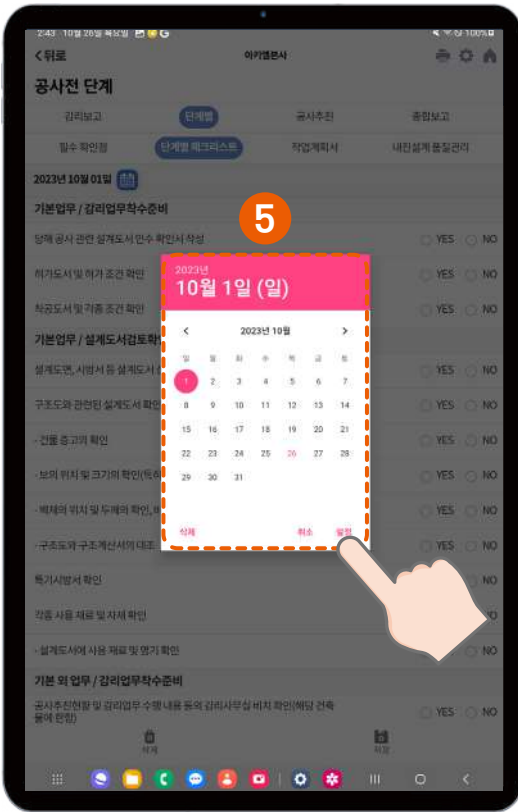 2:43 10월 26일 목요일 G 100%
뒤로 아키엠본사
공사전 단계
감리보고 단계별 공사추진 종합보고
필수 확인점 단계별 체크리스트 작업계획서 내진설계 품질관리
2023년 10월 01일
기본업무 / 감리업무착수준비
당해 공사 관련 설계도서 인수 확인서 작성 YES NO
허가도서 및 허가 조건 확인 YES NO
착공도서 및 각종 조건 확인 YES NO
기본업무 / 설계도서검토확
설계도면, 시방서 등 설계도서 YES NO
구조도와 관련된 설계도서 확인 YES NO
- 건물 층고의 확인 YES NO
- 보의 위치 및 크기의 확인(특히 YES NO
- 벽체의 위치 및 두께의 확인, YES NO
- 구조도와 구조계산서의 대조 YES NO
특기시방서 확인 NO
각종 사용 재료 및 자재 확인
- 설계도서에 사용 재료 및 명기 확인 NO
기본 외 업무 / 감리업무착수준비
공사추진현황 및 감리업무 수행 내용 등의 감리사무실 비치 확인(해당 건축 YES NO
물에 한함)
삭제 저장
5
2023년
10월 1일 (일)
2023년 10월
일 월 화 수 목 금 토
1 2 3 4 5 6 7
8 9 10 11 12 13 14
15 16 17 18 19 20 21
22 23 24 25 26 27 28
29 30 31
삭제 취소 설정